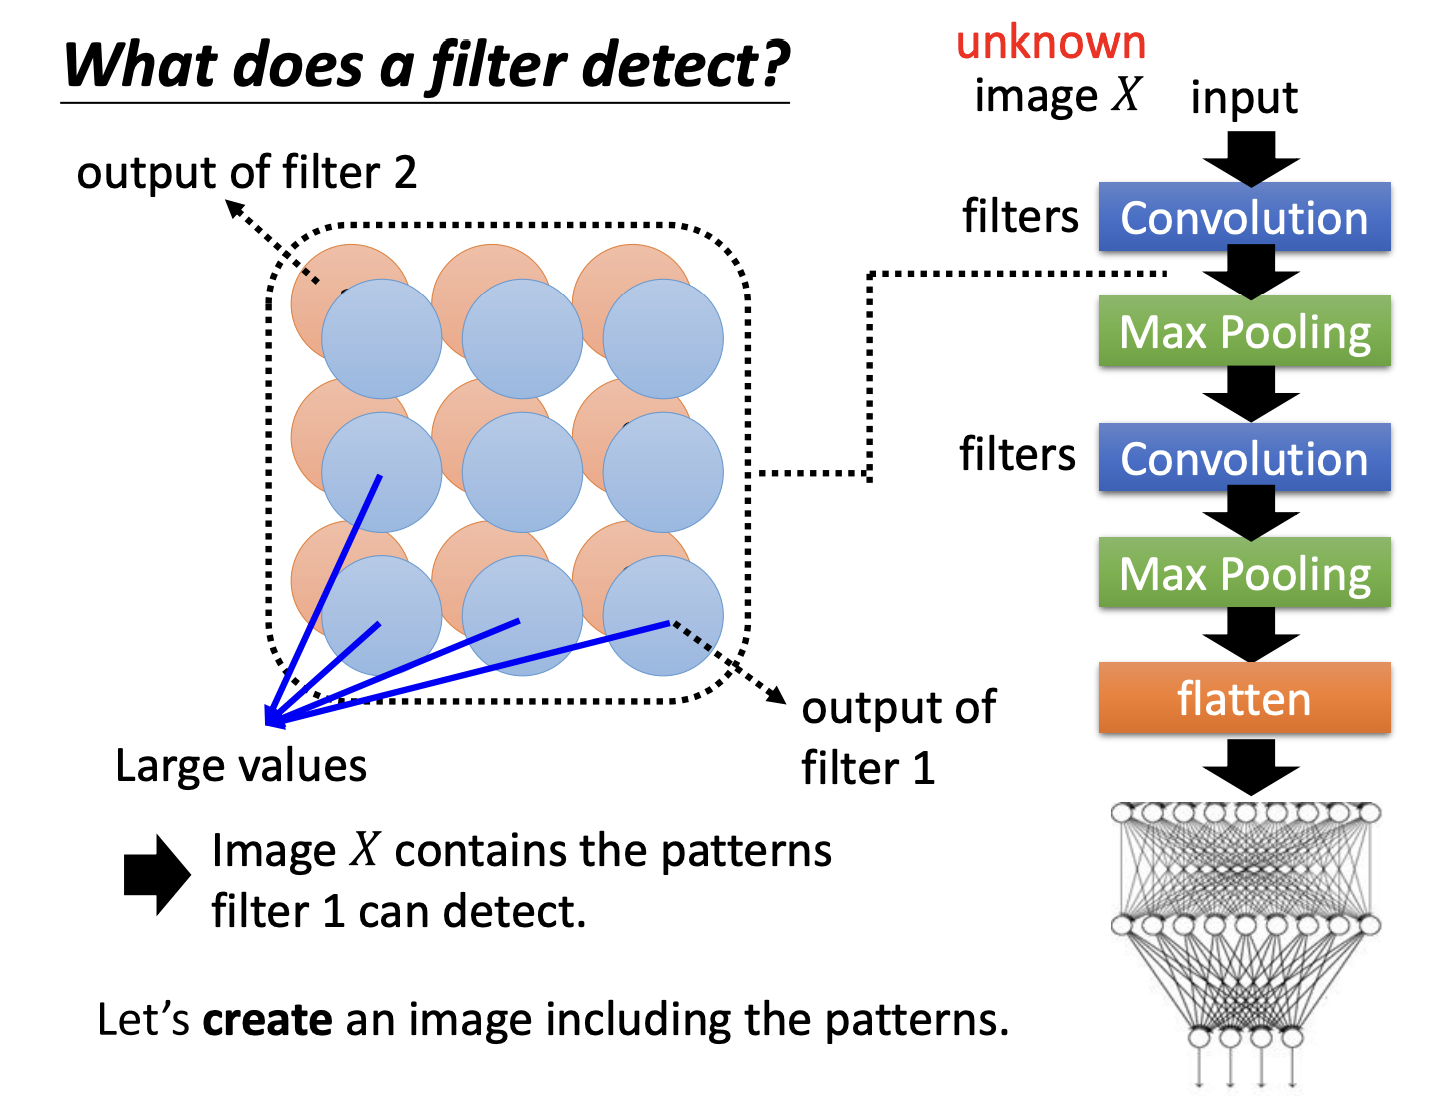 What does a filter detect?
unknown
image X input
output of filter 2
filters
Convolution
Max Pooling
filters
Convolution
Max Pooling
flatten
output of
filter 1
Large values
Image X contains the patterns
filter 1 can detect.
Let’s create an image including the patterns.